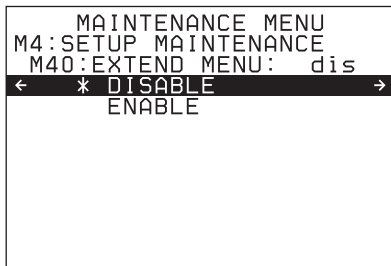 MAINTENANCE MENU
M4:SETUP MAINTENANCE
M40:EXTEND MENU: dis
← * DISABLE →
ENABLE